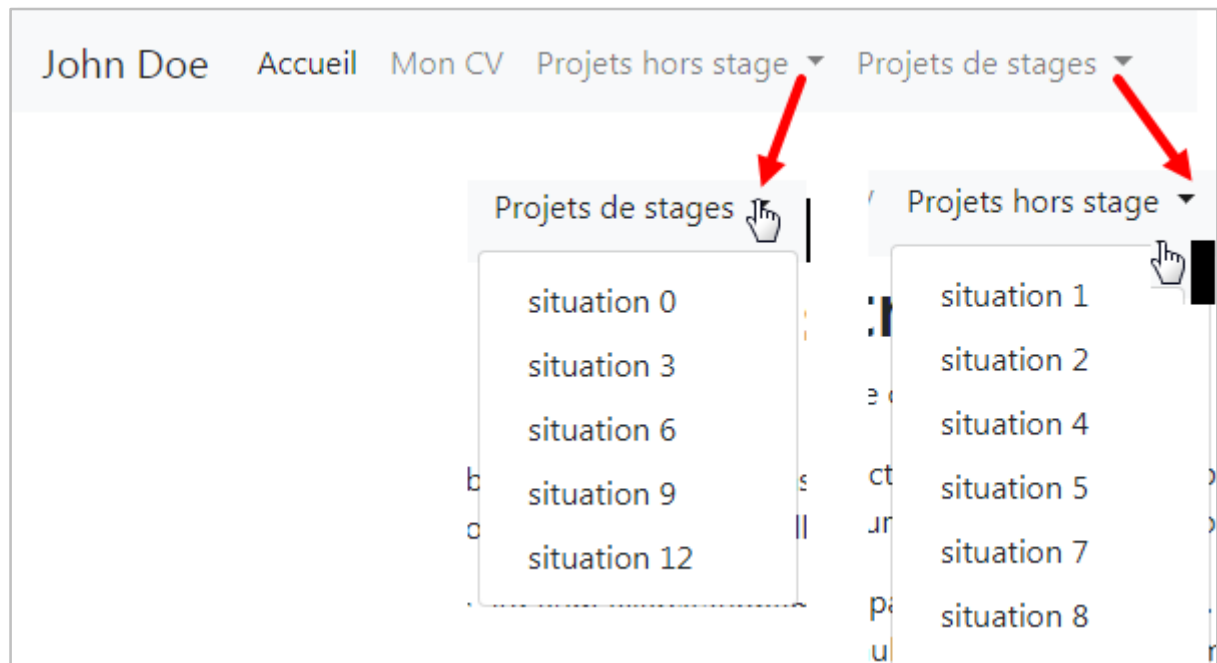 John Doe Accueil Mon CV Projets hors stage Projets de stages
Projets de stages
situation 0
situation 3
situation 6
situation 9
situation 12
Projets hors stage
situation 1
situation 2
situation 4
situation 5
situation 7
situation 8